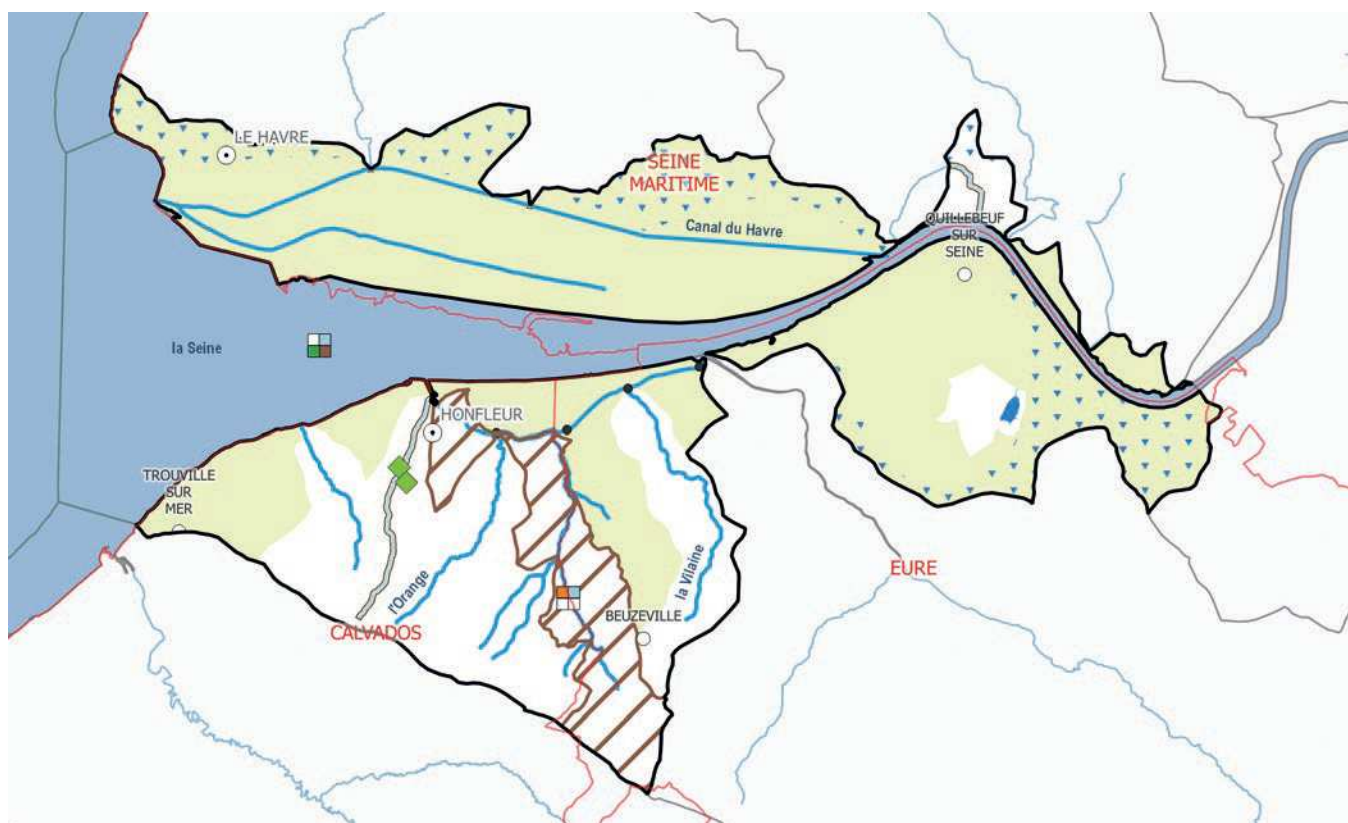 LE HAVRE
SEINE
MARITIME
Canal du Havre
QUILLEBEUF
SUR
SEINE
la Seine
HONFLEUR
TROUVILLE
SUR
MER
l'Orange
la Vilaine
EURE
BEUZEVILLE
CALVADOS